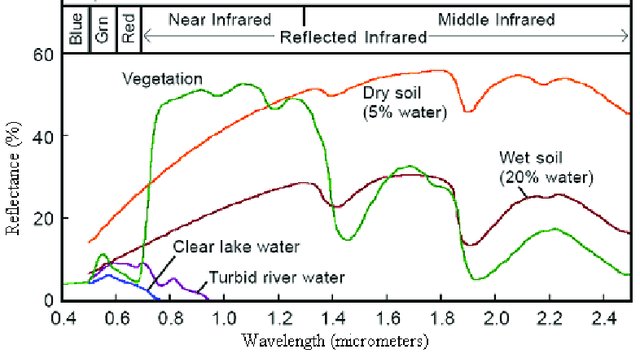 Blue
Grn
Red
Near Infrared
Middle Infrared
Reflected Infrared
60
40
20
0
Reflectance (%)
Vegetation
Dry soil
(5% water)
Wet soil
(20% water)
Clear lake water
Turbid river water
0.4 0.6 0.8 1.0 1.2 1.4 1.6 1.8 2.0 2.2 2.4
Wavelength (micrometers)